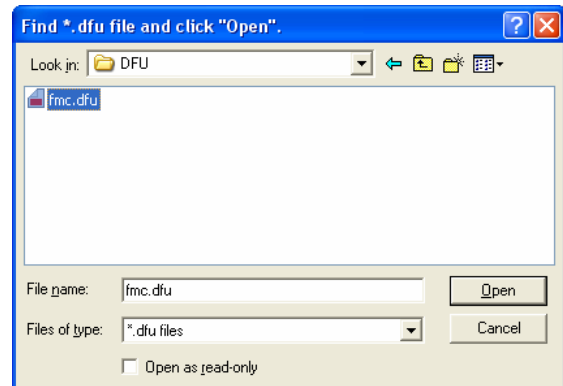 Find *.dfu file and click "Open".
Look in: DFU
fmc.dfu
File name: fmc.dfu Open
Files of type: *.dfu files Cancel
Open as read-only